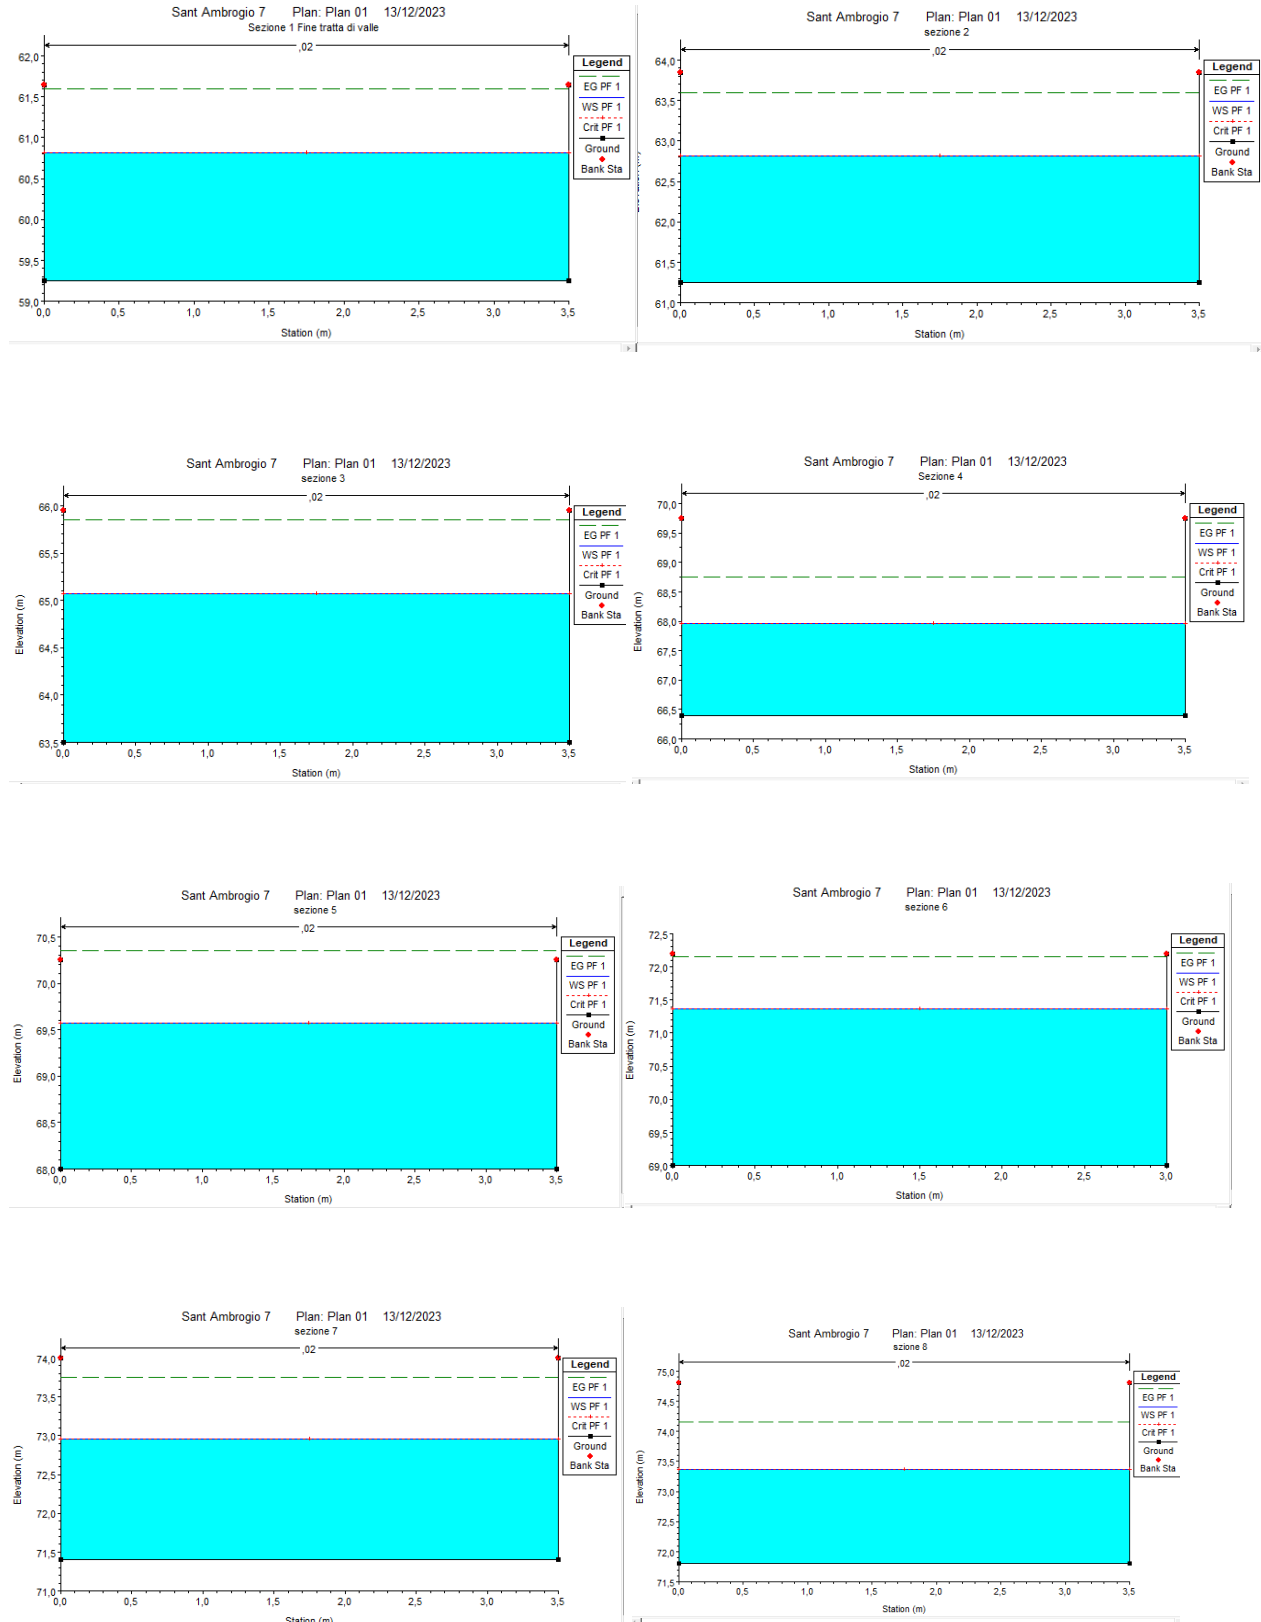 Sant Ambrogio 7 Plan: Plan 01 13/12/2023
Sezione 1 Fine tratta di valle
,02
62,0
61,5
61,0
60,5
60,0
59,5
59,0
0,0 0,5 1,0 1,5 2,0 2,5 3,0 3,5
Station (m)
Legend
EG PF 1
WS PF 1
Crit PF 1
Ground
Bank Sta
Sant Ambrogio 7 Plan: Plan 01 13/12/2023
sezione 2
,02
64,0
63,5
63,0
62,5
62,0
61,5
61,0
0,0 0,5 1,0 1,5 2,0 2,5 3,0 3,5
Station (m)
Legend
EG PF 1
WS PF 1
Crit PF 1
Ground
Bank Sta
Sant Ambrogio 7 Plan: Plan 01 13/12/2023
sezione 3
,02
Elevation (m)
66,0
65,5
65,0
64,5
64,0
63,5
0,0 0,5 1,0 1,5 2,0 2,5 3,0 3,5
Station (m)
Legend
EG PF 1
WS PF 1
Crit PF 1
Ground
Bank Sta
Sant Ambrogio 7 Plan: Plan 01 13/12/2023
Sezione 4
,02
Elevation (m)
70,0
69,5
69,0
68,5
68,0
67,5
67,0
66,5
66,0
0,0 0,5 1,0 1,5 2,0 2,5 3,0 3,5
Station (m)
Legend
EG PF 1
WS PF 1
Crit PF 1
Ground
Bank Sta
Sant Ambrogio 7 Plan: Plan 01 13/12/2023
sezione 5
,02
Elevation (m)
70,5
70,0
69,5
69,0
68,5
68,0
0,0 0,5 1,0 1,5 2,0 2,5 3,0 3,5
Station (m)
Legend
EG PF 1
WS PF 1
Crit PF 1
Ground
Bank Sta
Sant Ambrogio 7 Plan: Plan 01 13/12/2023
sezione 6
Elevation (m)
72,5
72,0
71,5
71,0
70,5
70,0
69,5
69,0
0,0 0,5 1,0 1,5 2,0 2,5 3,0
Station (m)
Legend
EG PF 1
WS PF 1
Crit PF 1
Ground
Bank Sta
Sant Ambrogio 7 Plan: Plan 01 13/12/2023
sezione 7
,02
Elevation (m)
74,0
73,5
73,0
72,5
72,0
71,5
71,0
0,0 0,5 1,0 1,5 2,0 2,5 3,0 3,5
Station (m)
Legend
EG PF 1
WS PF 1
Crit PF 1
Ground
Bank Sta
Sant Ambrogio 7 Plan: Plan 01 13/12/2023
szione 8
,02
Elevation (m)
75,0
74,5
74,0
73,5
73,0
72,5
72,0
71,5
0,0 0,5 1,0 1,5 2,0 2,5 3,0 3,5
Station (m)
Legend
EG PF 1
WS PF 1
Crit PF 1
Ground
Bank Sta